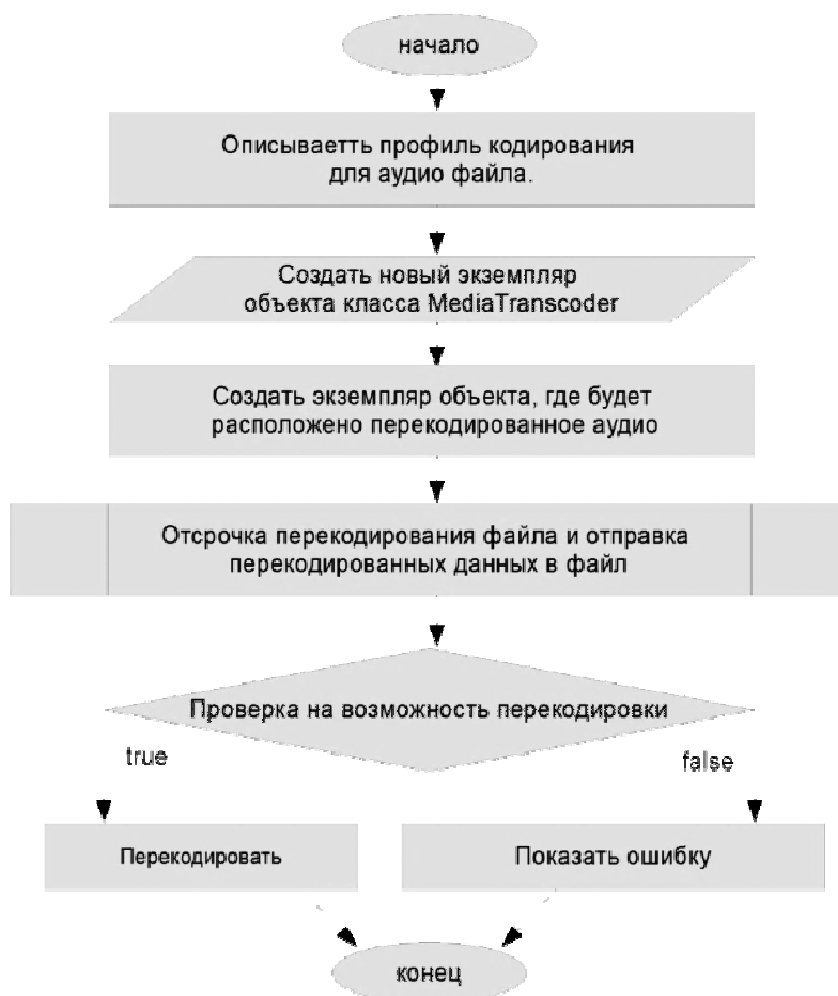 начало
Описываетть профиль кодирования
для аудио файла.
Создать новый экземпляр
объекта класса MediaTranscoder
Создать экземпляр объекта, где будет
расположено перекодированное аудио
Отсрочка перекодирования файла и отправка
перекодированных данных в файл
Проверка на возможность перекодировки
true
false
Перекодировать
Показать ошибку
конец